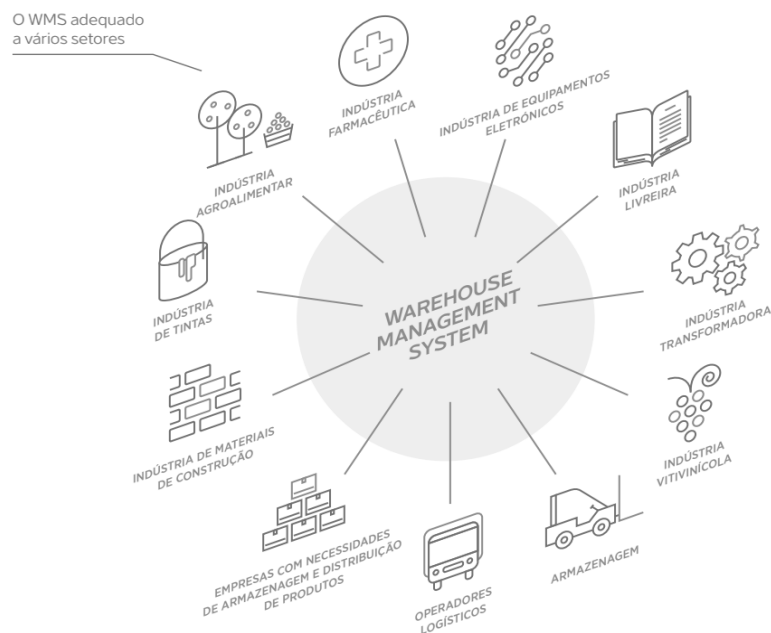 O WMS adequado
a vários setores
INDÚSTRIA
FARMACÊUTICA
INDÚSTRIA DE EQUIPAMENTOS
ELETRÓNICOS
INDÚSTRIA
LIVREIRA
INDÚSTRIA
TRANSFORMADORA
INDÚSTRIA
VITIVINÍCOLA
ARMAZENAGEM
OPERADORES
LOGÍSTICOS
EMPRESAS COM NECESSIDADES
DE ARMAZENAGEM E DISTRIBUIÇÃO
DE PRODUTOS
INDÚSTRIA DE MATERIAIS
DE CONSTRUÇÃO
INDÚSTRIA
DE TINTAS
INDÚSTRIA
AGROALIMENTAR
WAREHOUSE
MANAGEMENT
SYSTEM